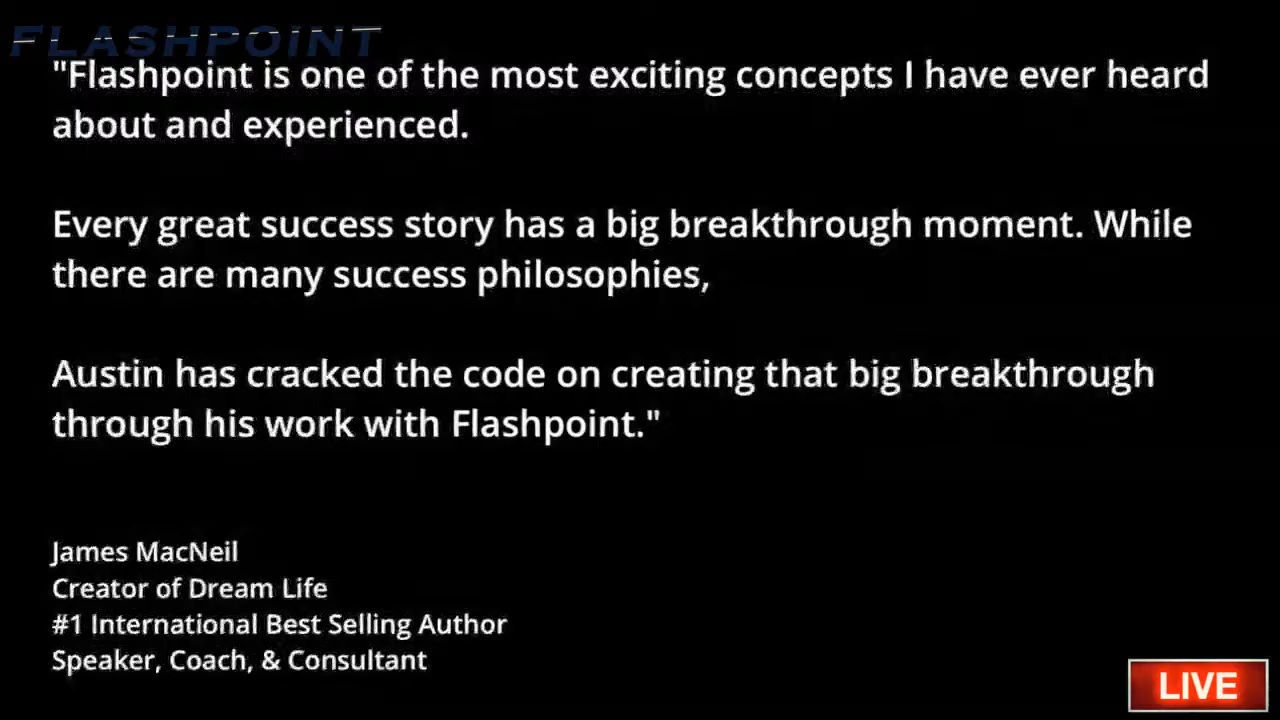 FLASHPOINT
"Flashpoint is one of the most exciting concepts I have ever heard
about and experienced.
Every great success story has a big breakthrough moment. While
there are many success philosophies,
Austin has cracked the code on creating that big breakthrough
through his work with Flashpoint."
James MacNeil
Creator of Dream Life
#1 International Best Selling Author
Speaker, Coach, & Consultant
LIVE